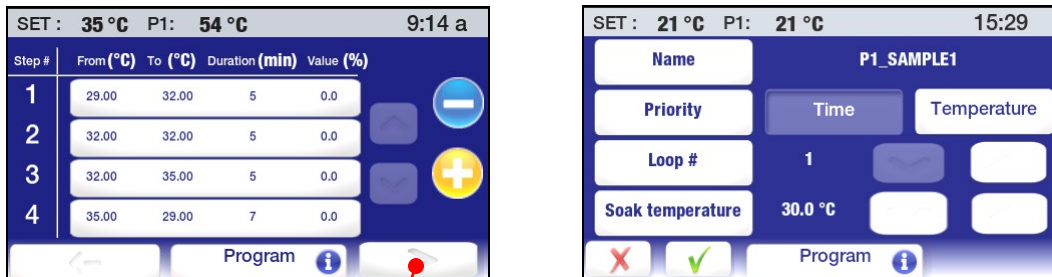 SET : 35 °C P1: 54 °C 9:14 a
Step # From (°C) To (°C) Duration (min) Value (%)
1 29.00 32.00 5 0.0
2 32.00 32.00 5 0.0
3 32.00 35.00 5 0.0
4 35.00 29.00 7 0.0
Program i
SET : 21 °C P1: 21 °C 15:29
Name P1_SAMPLE1
Priority Time Temperature
Loop # 1
Soak temperature 30.0 °C
Program i